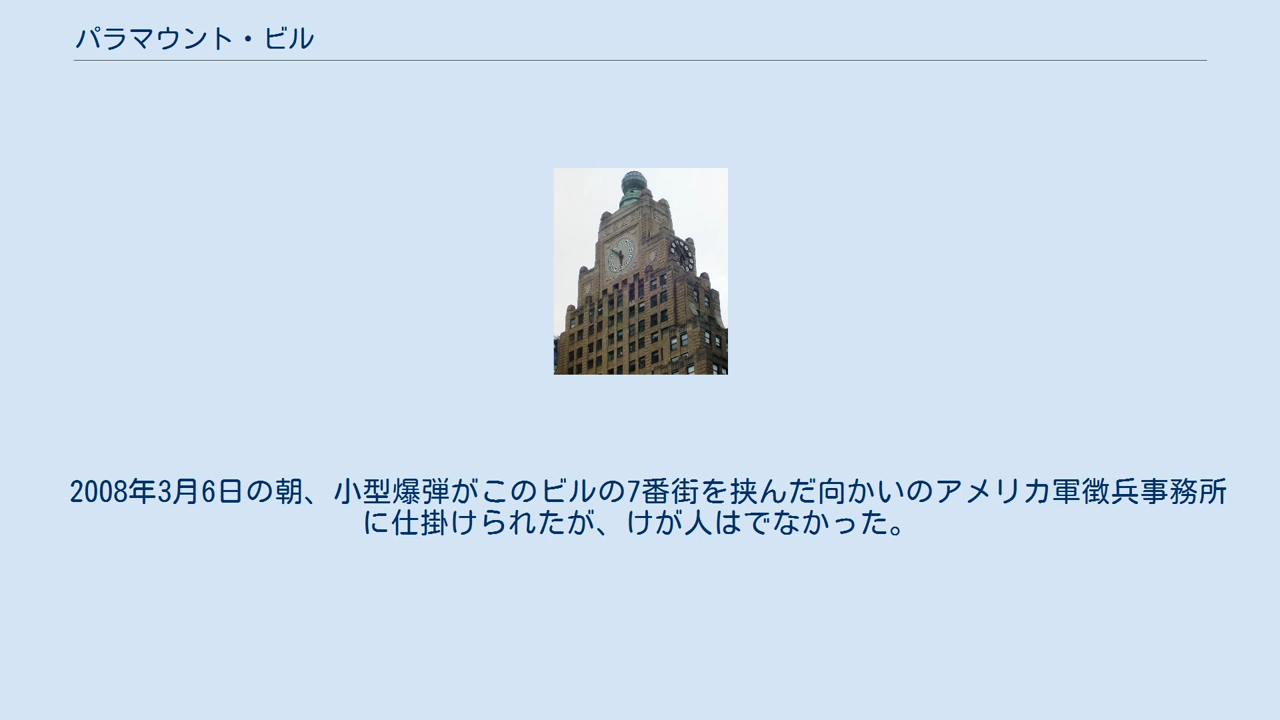 パラマウント・ビル
2008年3月6日の朝、小型爆弾がこのビルの7番街を挟んだ向かいのアメリカ軍徴兵事務所
に仕掛けられたが、けが人はでなかった。